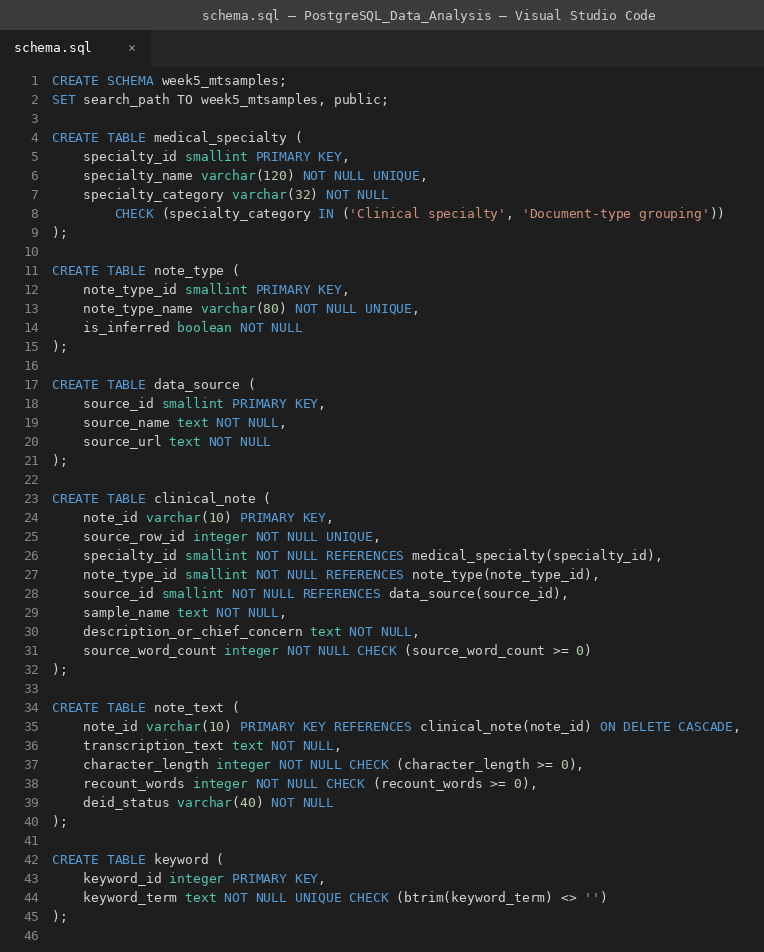 schema.sql — PostgreSQL_Data_Analysis — Visual Studio Code
schema.sql ×
1 CREATE SCHEMA week5_mtsamples;
2 SET search_path TO week5_mtsamples, public;
3
4 CREATE TABLE medical_specialty (
5     specialty_id smallint PRIMARY KEY,
6     specialty_name varchar(120) NOT NULL UNIQUE,
7     specialty_category varchar(32) NOT NULL
8         CHECK (specialty_category IN ('Clinical specialty', 'Document-type grouping'))
9 );
10
11 CREATE TABLE note_type (
12     note_type_id smallint PRIMARY KEY,
13     note_type_name varchar(80) NOT NULL UNIQUE,
14     is_inferred boolean NOT NULL
15 );
16
17 CREATE TABLE data_source (
18     source_id smallint PRIMARY KEY,
19     source_name text NOT NULL,
20     source_url text NOT NULL
21 );
22
23 CREATE TABLE clinical_note (
24     note_id varchar(10) PRIMARY KEY,
25     source_row_id integer NOT NULL UNIQUE,
26     specialty_id smallint NOT NULL REFERENCES medical_specialty(specialty_id),
27     note_type_id smallint NOT NULL REFERENCES note_type(note_type_id),
28     source_id smallint NOT NULL REFERENCES data_source(source_id),
29     sample_name text NOT NULL,
30     description_or_chief_concern text NOT NULL,
31     source_word_count integer NOT NULL CHECK (source_word_count >= 0)
32 );
33
34 CREATE TABLE note_text (
35     note_id varchar(10) PRIMARY KEY REFERENCES clinical_note(note_id) ON DELETE CASCADE,
36     transcription_text text NOT NULL,
37     character_length integer NOT NULL CHECK (character_length >= 0),
38     recount_words integer NOT NULL CHECK (recount_words >= 0),
39     deid_status varchar(40) NOT NULL
40 );
41
42 CREATE TABLE keyword (
43     keyword_id integer PRIMARY KEY,
44     keyword_term text NOT NULL UNIQUE CHECK (btrim(keyword_term) <> '')
45 );
46